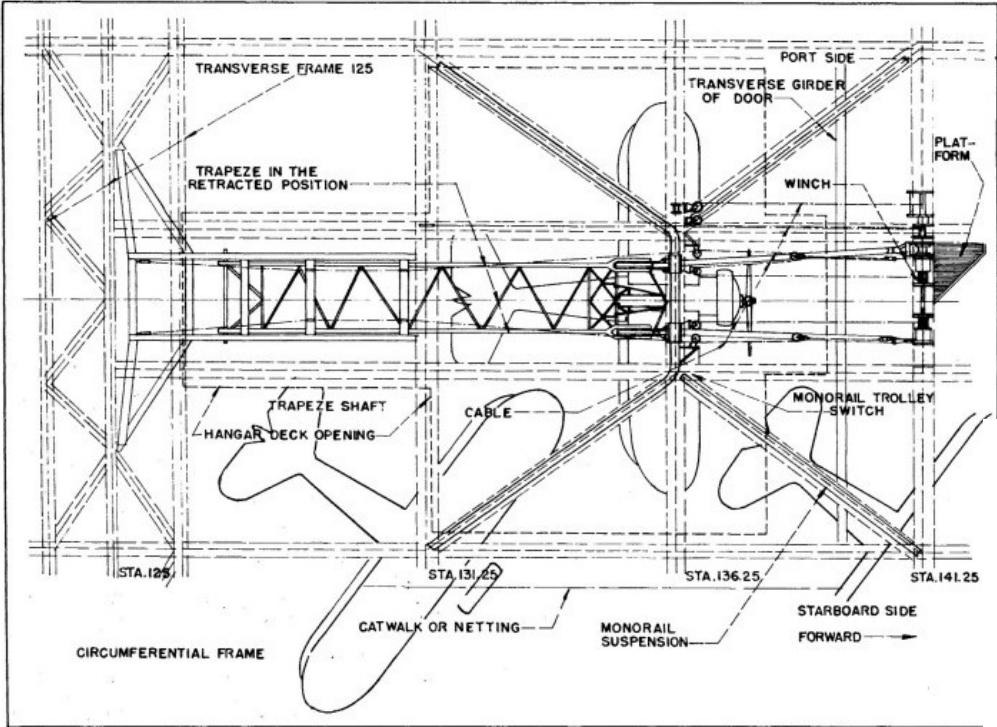 PORT SIDE
TRANSVERSE FRAME 125
TRANSVERSE GIRDER
OF DOOR
PLAT-
FORM
TRAPEZE IN THE
RETRACTED POSITION
WINCH
TRAPEZE SHAFT
CABLE
MONORAIL TROLLEY
SWITCH
HANGAR DECK OPENING
STA.125
STA.131.25
STA.136.25
STA.141.25
CATWALK OR NETTING
MONORAIL
SUSPENSION
STARBOARD SIDE
FORWARD
CIRCUMFERENTIAL FRAME